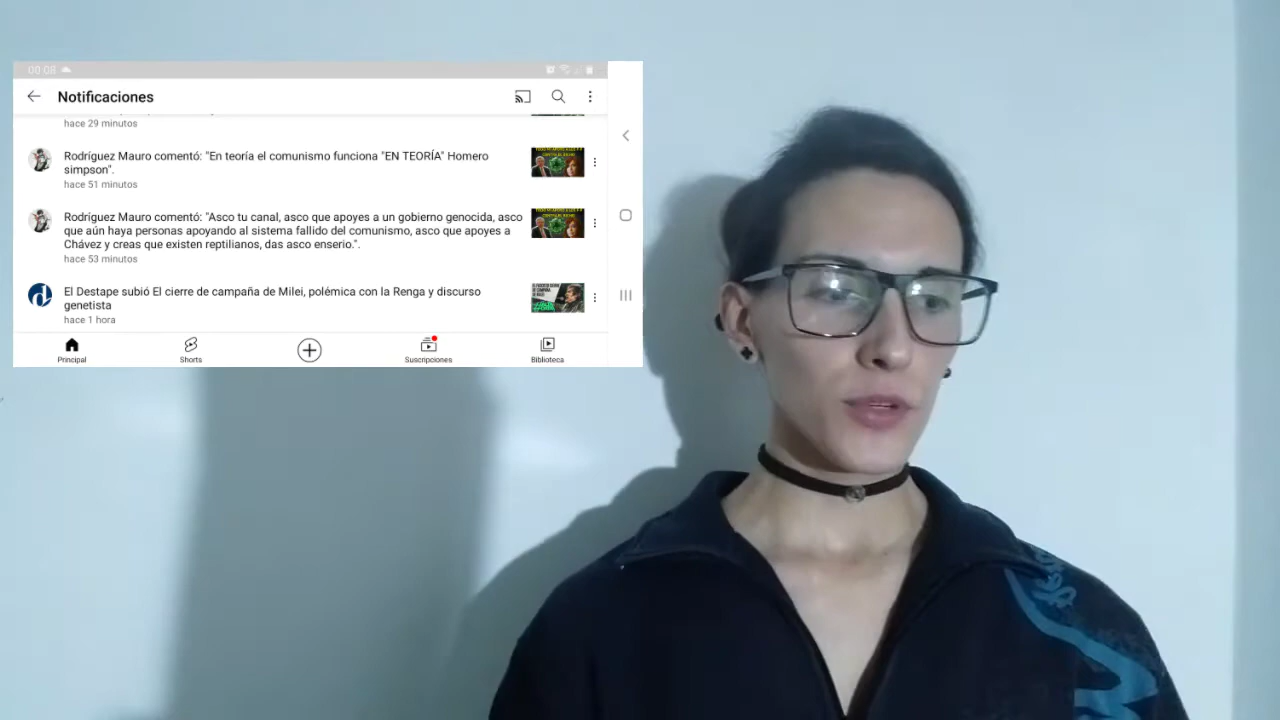 00:08
Notificaciones
hace 29 minutos
Rodríguez Mauro comentó: "En teoría el comunismo funciona "EN TEORÍA" Homero
simpson".
hace 51 minutos
Rodríguez Mauro comentó: "Asco tu canal, asco que apoyes a un gobierno genocida, asco
que aún haya personas apoyando al sistema fallido del comunismo, asco que apoyes a
Chávez y creas que existen reptilianos, das asco enserio.".
hace 53 minutos
El Destape subió El cierre de campaña de Milei, polémica con la Renga y discurso
genetista
hace 1 hora
Principal
Shorts
Suscripciones
Biblioteca